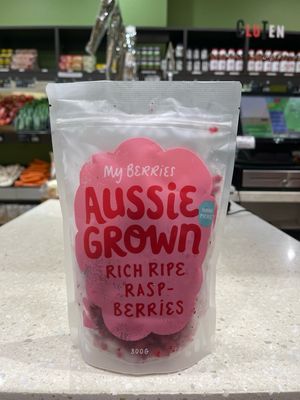 GLUTEN
My BERRIES
AUSSIE
GROWN
RICH RIPE
RASP-
BERRIES
300G